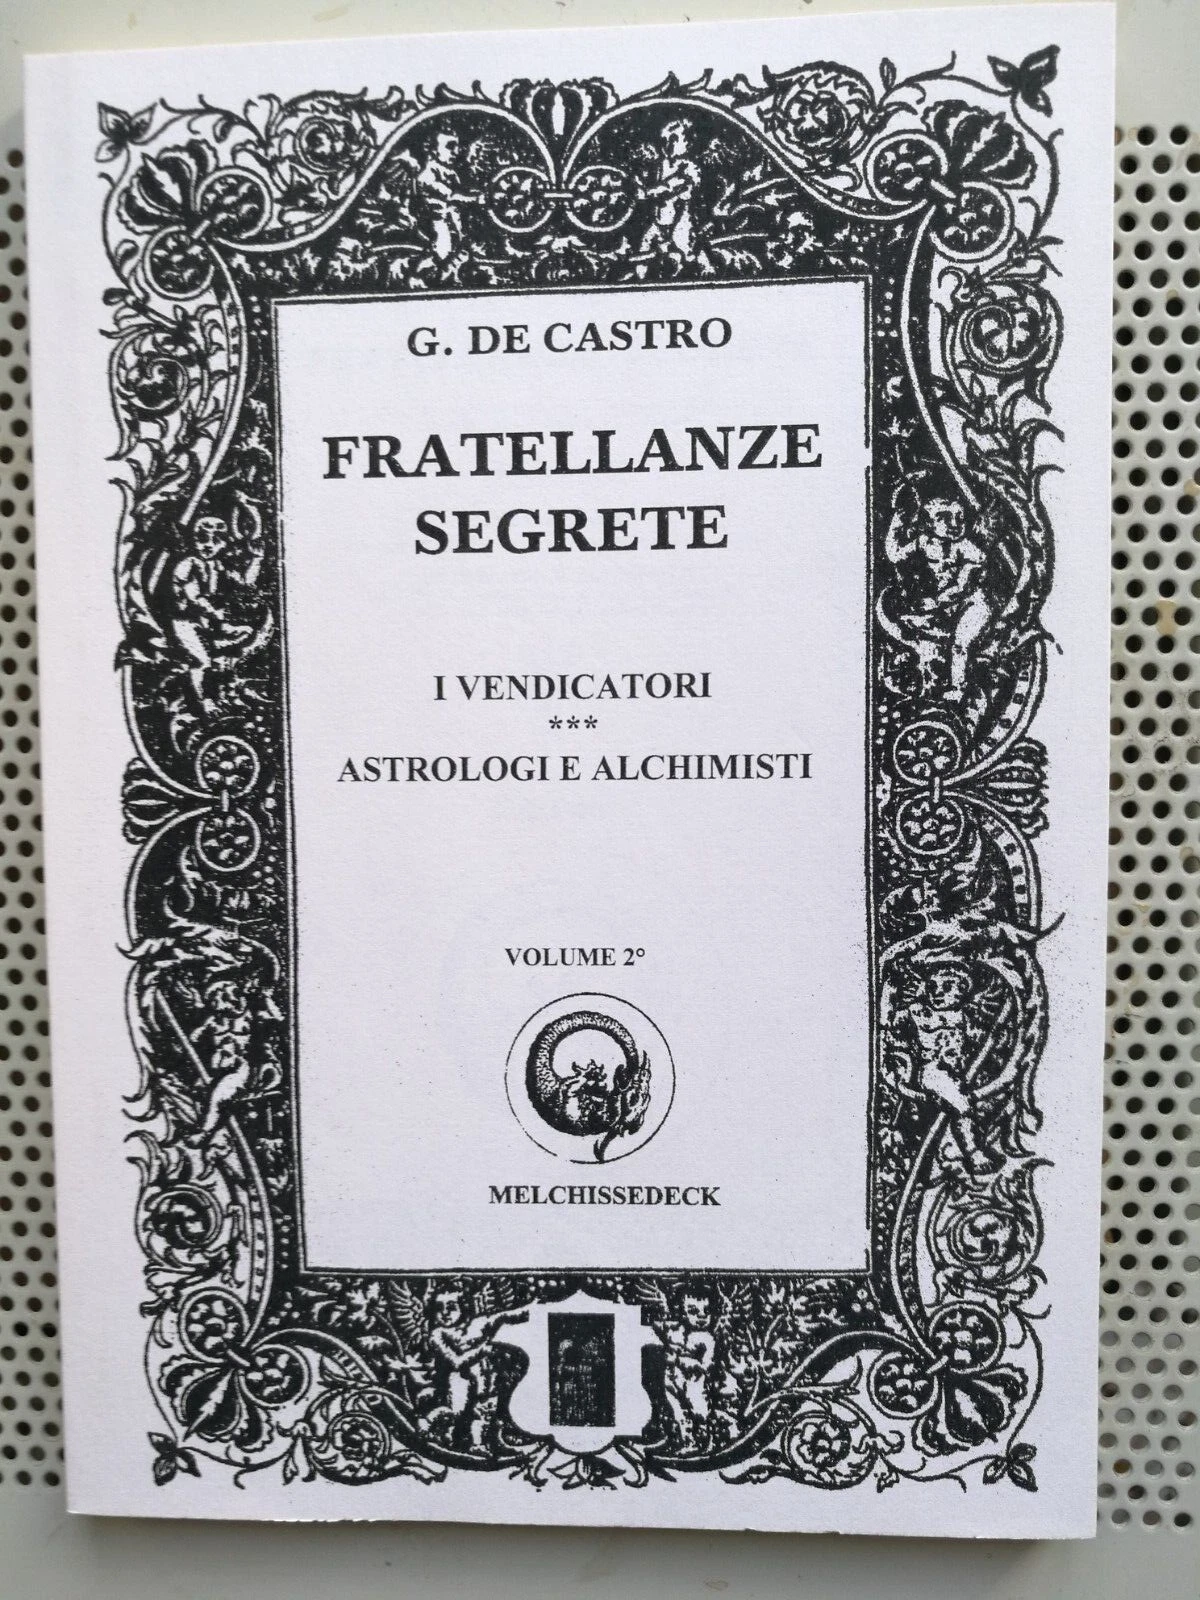 G. DE CASTRO
FRATELLANZE
SEGRETE
I VENDICATORI
***
ASTROLOGI E ALCHIMISTI
VOLUME 2°
MELCHISSEDECK